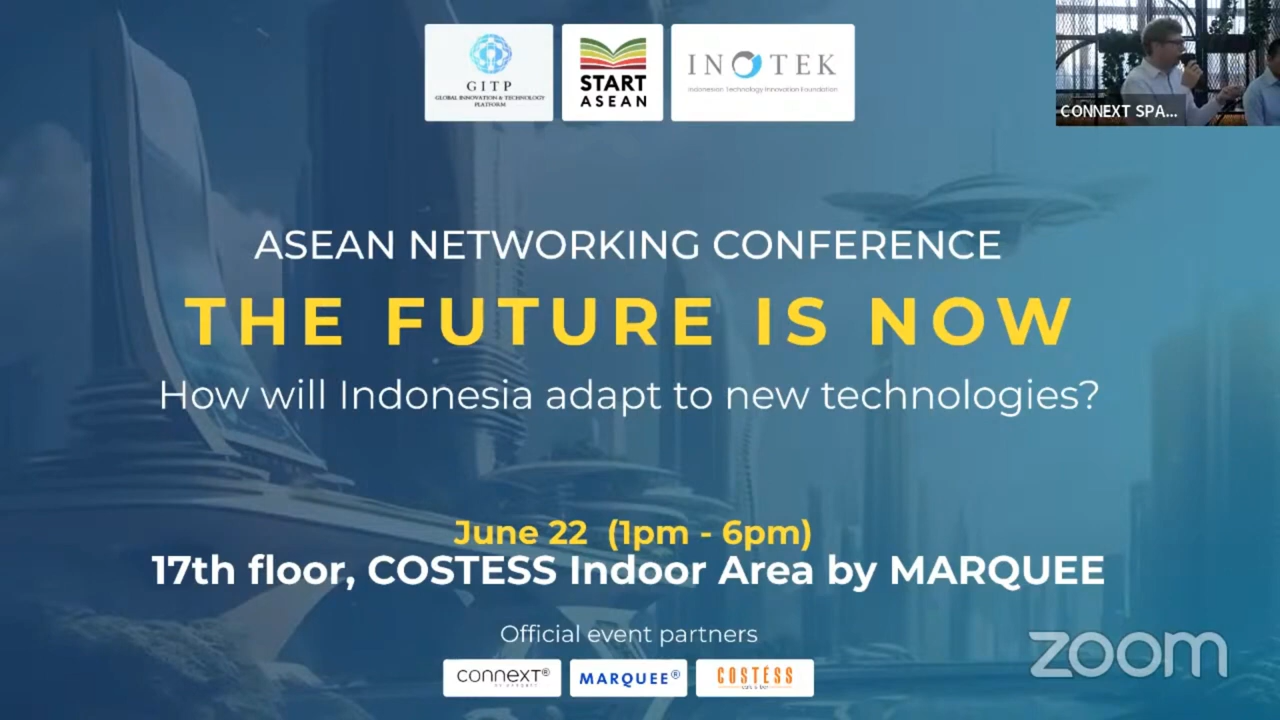 GITP
GLOBAL INNOVATION & TECHNOLOGY
PLATFORM
START
ASEAN
INOTEK
Indonesian Technology Innovation Foundation
CONNEXT SPA...
ASEAN NETWORKING CONFERENCE
THE FUTURE IS NOW
How will Indonesia adapt to new technologies?
June 22 (1pm - 6pm)
17th floor, COSTESS Indoor Area by MARQUEE
Official event partners
connext®
MARQUEE®
COSTÉSS
zoom